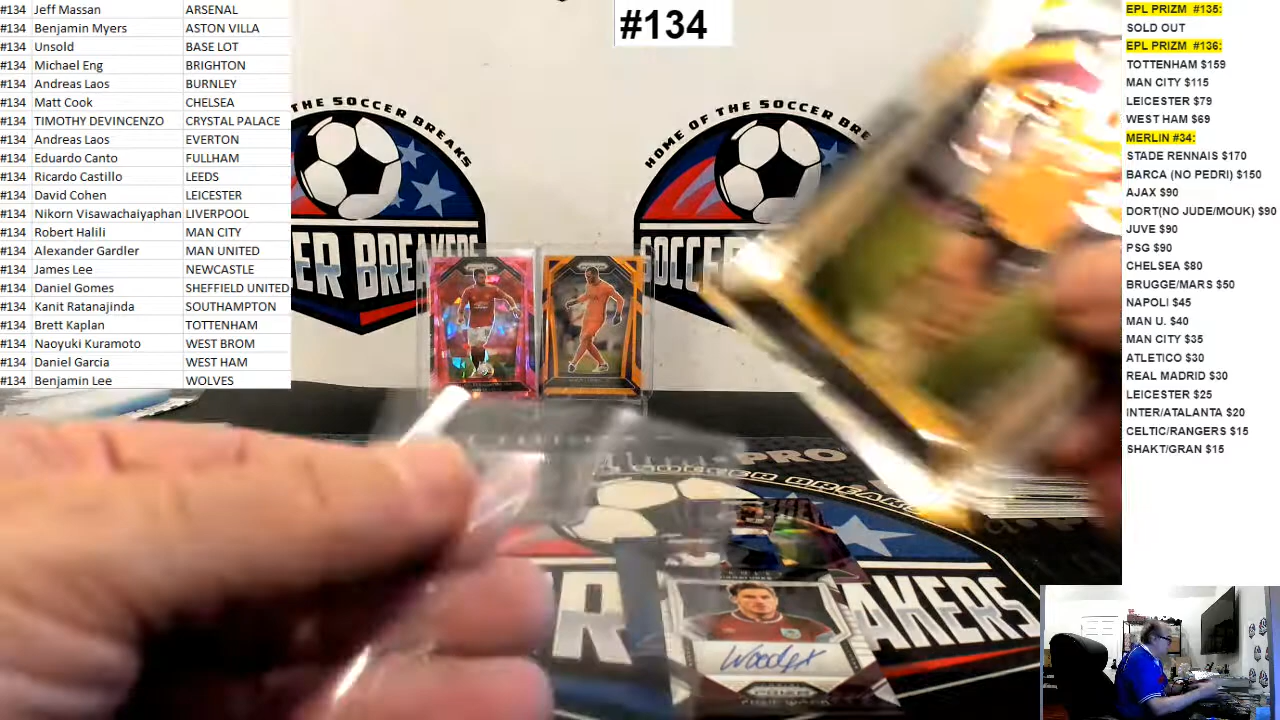 #134 Jeff Massan ARSENAL
#134 Benjamin Myers ASTON VILLA
#134 Unsold BASE LOT
#134 Michael Eng BRIGHTON
#134 Andreas Laos BURNLEY
#134 Matt Cook CHELSEA
#134 TIMOTHY DEVINCENZO CRYSTAL PALACE
#134 Andreas Laos EVERTON
#134 Eduardo Canto FULLHAM
#134 Ricardo Castillo LEEDS
#134 David Cohen LEICESTER
#134 Nikorn Visawachaiyaphan LIVERPOOL
#134 Robert Halili MAN CITY
#134 Alexander Gardler MAN UNITED
#134 James Lee NEWCASTLE
#134 Daniel Gomes SHEFFIELD UNITED
#134 Kanit Ratanajinda SOUTHAMPTON
#134 Brett Kaplan TOTTENHAM
#134 Naoyuki Kuramoto WEST BROM
#134 Daniel Garcia WEST HAM
#134 Benjamin Lee WOLVES
#134
THE SOCCER BREAKS
ER BREAKERS
HOME OF THE SOCCER BRE
SOCCE
PRO
R
AKERS
PRIZM
EPL PRIZM #135:
SOLD OUT
EPL PRIZM #136:
TOTTENHAM $159
MAN CITY $115
LEICESTER $79
WEST HAM $69
MERLIN #34:
STADE RENNAIS $170
BARCA (NO PEDRI) $150
AJAX $90
DORT(NO JUDE/MOUK) $90
JUVE $90
PSG $90
CHELSEA $80
BRUGGE/MARS $50
NAPOLI $45
MAN U. $40
MAN CITY $35
ATLETICO $30
REAL MADRID $30
LEICESTER $25
INTER/ATALANTA $20
CELTIC/RANGERS $15
SHAKT/GRAN $15